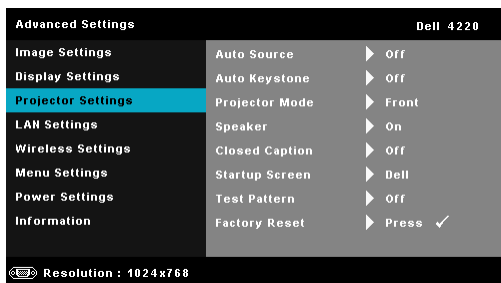 Advanced Settings Dell 4220
Image Settings
Display Settings
Projector Settings
LAN Settings
Wireless Settings
Menu Settings
Power Settings
Information
Auto Source Off
Auto Keystone Off
Projector Mode Front
Speaker On
Closed Caption Off
Startup Screen Dell
Test Pattern Off
Factory Reset Press ✓
Resolution : 1024x768